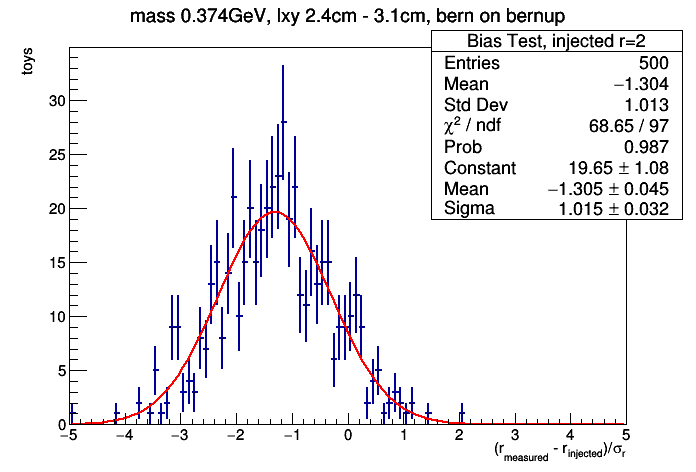 mass 0.374GeV, lxy 2.4cm - 3.1cm, bern on bernup
Bias Test, injected r=2
Entries 500
Mean −1.304
Std Dev 1.013
χ² / ndf 68.65 / 97
Prob 0.987
Constant 19.65 ± 1.08
Mean −1.305 ± 0.045
Sigma 1.015 ± 0.032
toys
30
25
20
15
10
5
0
−5 −4 −3 −2 −1 0 1 2 3 4 5
(r_measured - r_injected)/σ_r